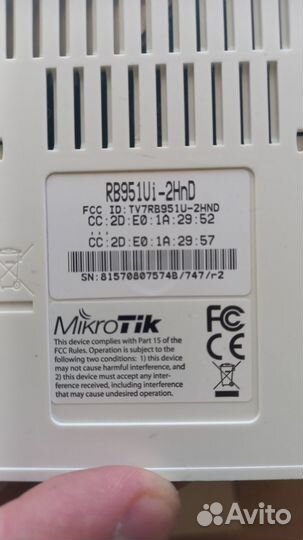 RB951Ui-2HnD
FCC ID:TV7RB951U-2HND
CC:2D:E0:1A:29:52
...
CC:2D:E0:1A:29:57
SN:81570807574B/747/r2
MikroTik
FC
CE
This device complies with Part 15 of the
FCC Rules. Operation is subject to the
following two conditions: 1) this device
may not cause harmful interference, and
2) this device must accept any inter-
ference received, including interference
that may cause undesired operation.
Avito